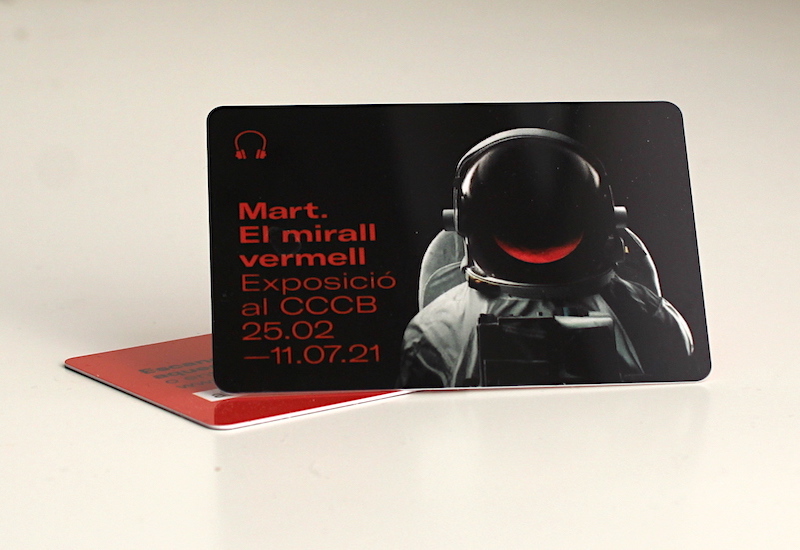 Mart.
El mirall
vermell
Exposició
al CCCB
25.02
—11.07.21